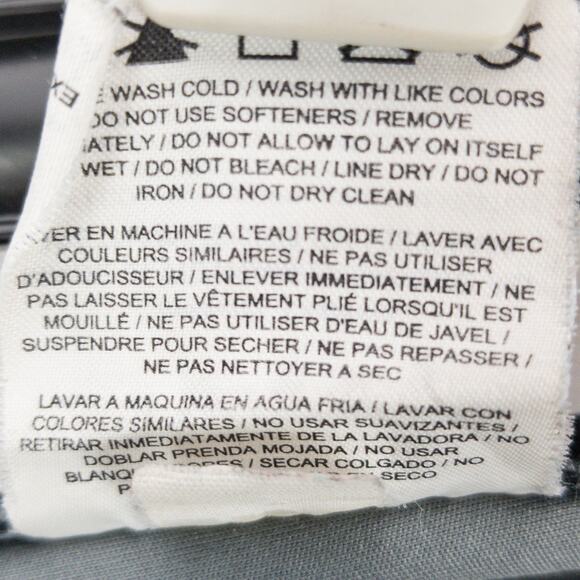 WASH COLD / WASH WITH LIKE COLORS
DO NOT USE SOFTENERS / REMOVE
/ DO NOT ALLOW TO LAY ON ITSELF
WET / DO NOT BLEACH / LINE DRY / DO NOT
IRON / DO NOT DRY CLEAN
EN MACHINE A L'EAU FROIDE / LAVER AVEC
COULEURS SIMILAIRES / NE PAS UTILISER
D'ADOUCISSEUR / ENLEVER IMMEDIATEMENT / NE
PAS LAISSER LE VÊTEMENT PLIÉ LORSQU'IL EST
MOUILLÉ / NE PAS UTILISER D'EAU DE JAVEL /
SUSPENDRE POUR SECHER / NE PAS REPASSER /
NE PAS NETTOYER A SEC
LAVAR A MAQUINA EN AGUA FRIA / LAVAR CON
COLORES SIMILARES / NO USAR SUAVIZANTES /
RETIRAR INMEDIATAMENTE DE LA LAVADORA / NO
DOBLAR PRENDA MOJADA / NO USAR
/ SECAR COLGADO / NO
EN SECO